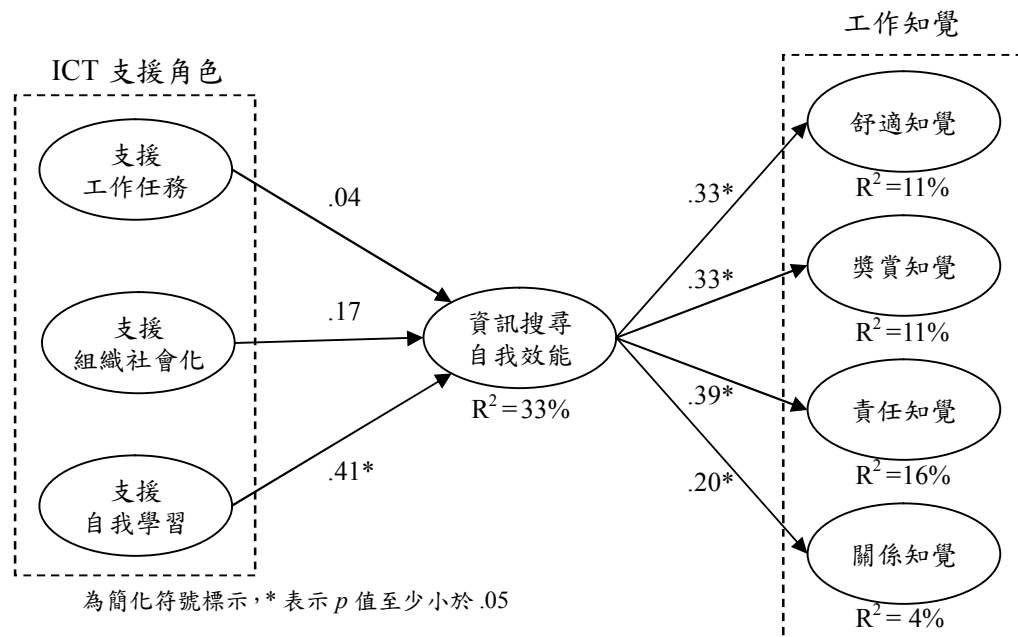 工作知覺
ICT 支援角色
支援
工作任務
支援
組織社會化
支援
自我學習
.04
.17
.41*
資訊搜尋
自我效能
R² = 33%
.33*
.33*
.39*
.20*
舒適知覺
R² = 11%
獎賞知覺
R² = 11%
責任知覺
R² = 16%
關係知覺
R² = 4%
為簡化符號標示，* 表示 p 值至少小於 .05